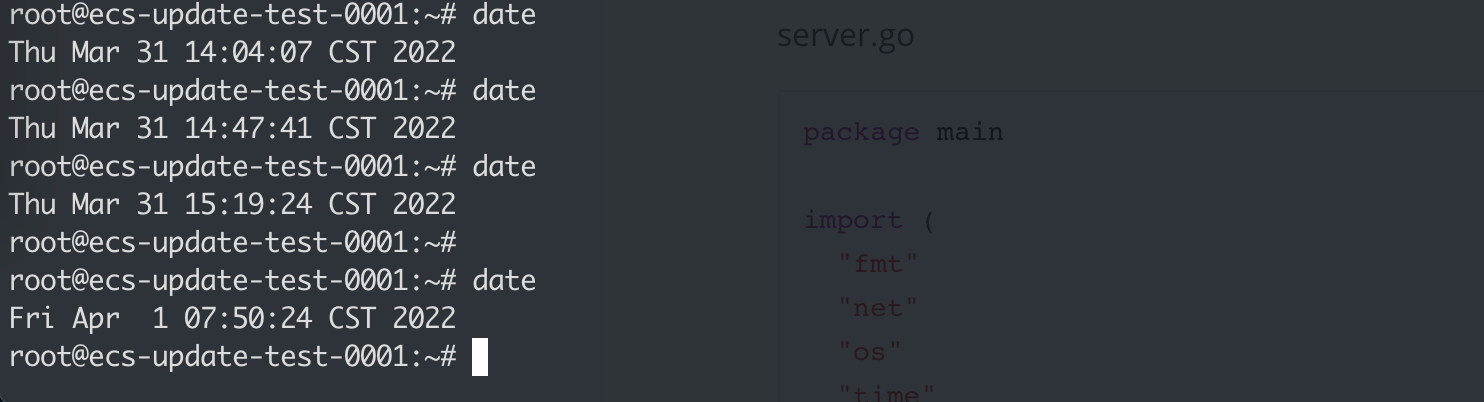 root@ecs-update-test-0001:~# date
Thu Mar 31 14:04:07 CST 2022
root@ecs-update-test-0001:~# date
Thu Mar 31 14:47:41 CST 2022
root@ecs-update-test-0001:~# date
Thu Mar 31 15:19:24 CST 2022
root@ecs-update-test-0001:~#
root@ecs-update-test-0001:~# date
Fri Apr  1 07:50:24 CST 2022
root@ecs-update-test-0001:~#
server.go
package main
import (
"fmt"
"net"
"os"
"time"